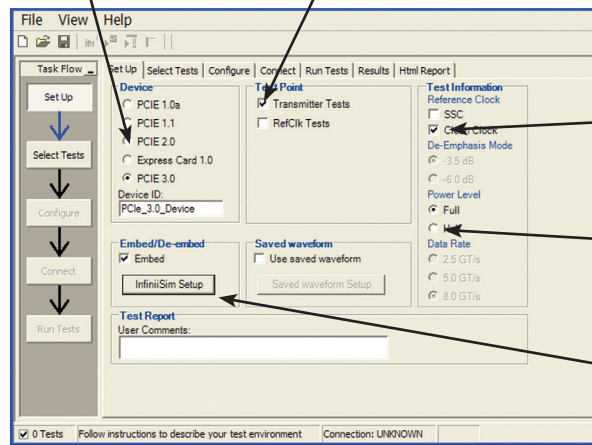 File View Help
Task Flow
Set Up Select Tests Configure Connect Run Tests Results Html Report
Set Up
Select Tests
Configure
Connect
Run Tests
Device
PCIE 1.0a
PCIE 1.1
PCIE 2.0
Express Card 1.0
PCIE 3.0
Device ID:
PCIe_3.0_Device
Test Point
Transmitter Tests
RefClk Tests
Test Information
Reference Clock
SSC
Clean Clock
De-Emphasis Mode
-3.5 dB
-6.0 dB
Power Level
Full
Data Rate
2.5 GT/s
5.0 GT/s
8.0 GT/s
Embed/De-embed
Embed
InfiniiSim Setup
Saved waveform
Use saved waveform
Saved waveform Setup
Test Report
User Comments:
0 Tests Follow instructions to describe your test environment Connection: UNKNOWN